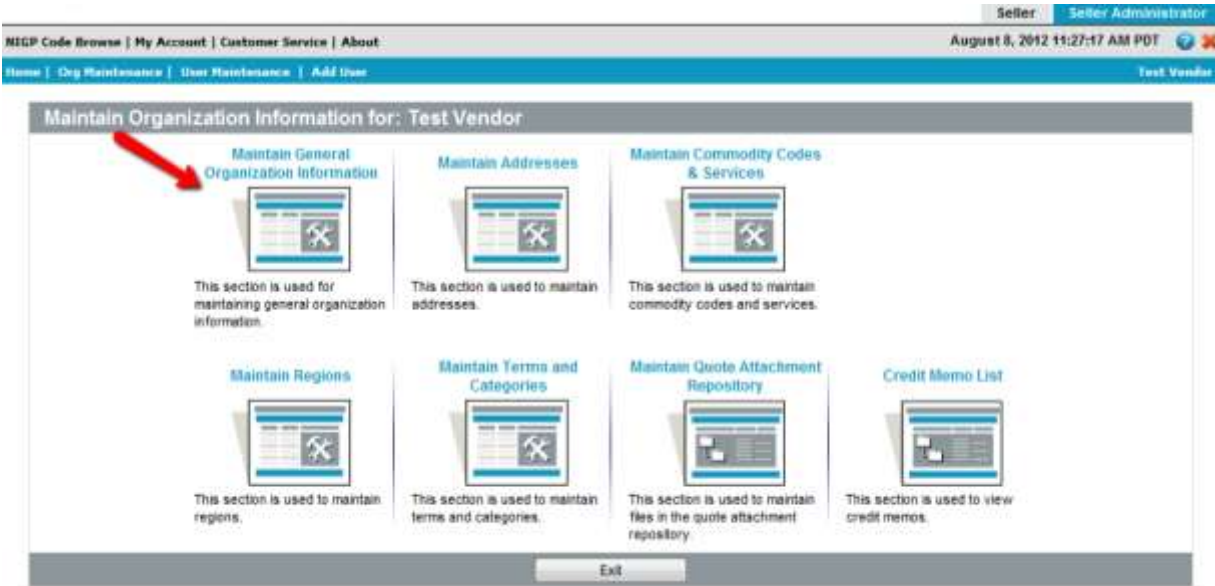 Seller Seller Administrator
NIGP Code Browse | My Account | Customer Service | About August 8, 2012 11:27:17 AM PDT
Home | Org Maintenance | User Maintenance | Add User Test Vendor
Maintain Organization Information for: Test Vendor
Maintain General
Organization Information
This section is used for
maintaining general organization
information.
Maintain Addresses
This section is used to maintain
addresses.
Maintain Commodity Codes
& Services
This section is used to maintain
commodity codes and services.
Maintain Regions
This section is used to maintain
regions.
Maintain Terms and
Categories
This section is used to maintain
terms and categories.
Maintain Quote Attachment
Repository
This section is used to maintain
files in the quote attachment
repository.
Credit Memo List
This section is used to view
credit memos.
Exit